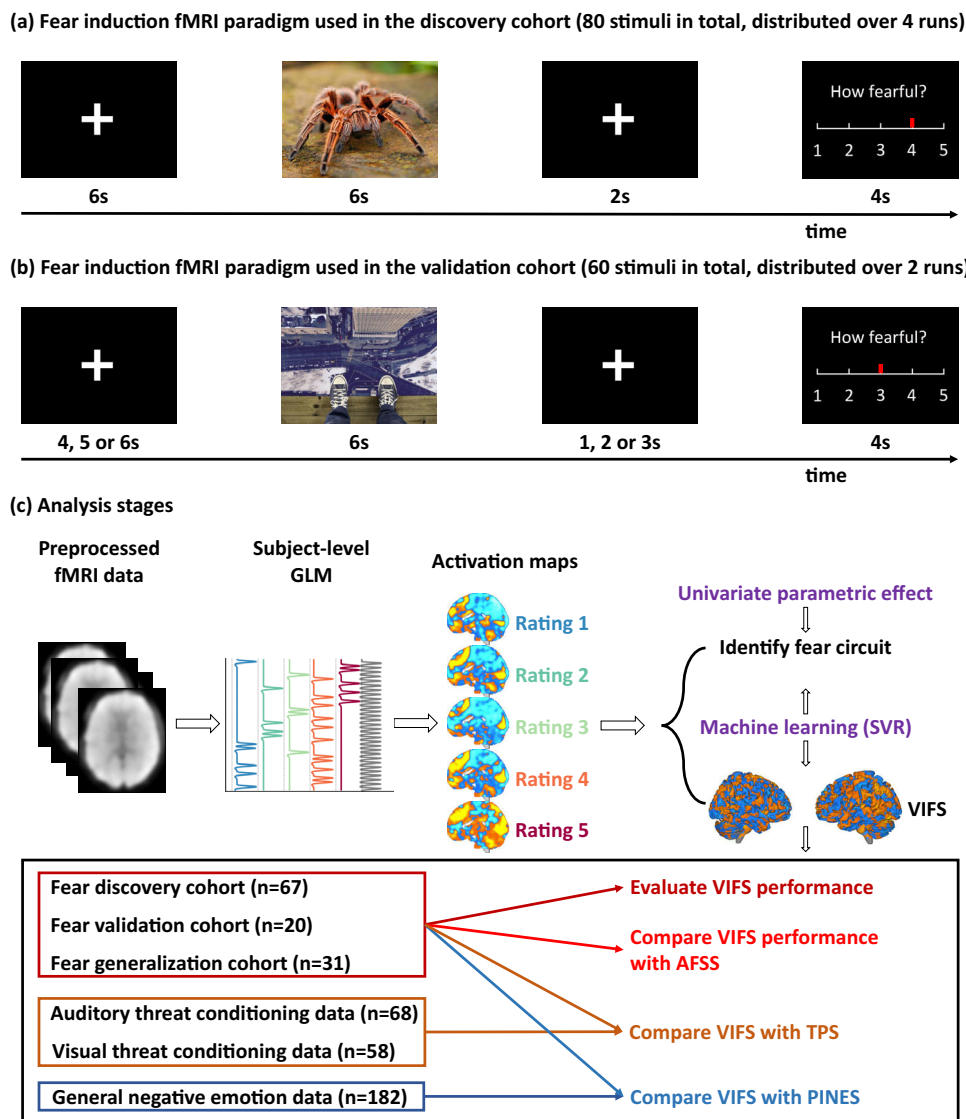 (a) Fear induction fMRI paradigm used in the discovery cohort (80 stimuli in total, distributed over 4 runs)
How fearful?
1 2 3 4 5
6s 6s 2s 4s
time
(b) Fear induction fMRI paradigm used in the validation cohort (60 stimuli in total, distributed over 2 runs)
How fearful?
1 2 3 4 5
4, 5 or 6s 6s 1, 2 or 3s 4s
time
(c) Analysis stages
Preprocessed
fMRI data
Subject-level
GLM
Activation maps
Rating 1
Rating 2
Rating 3
Rating 4
Rating 5
Univariate parametric effect
Identify fear circuit
Machine learning (SVR)
VIFS
Fear discovery cohort (n=67)
Fear validation cohort (n=20)
Fear generalization cohort (n=31)
Auditory threat conditioning data (n=68)
Visual threat conditioning data (n=58)
General negative emotion data (n=182)
Evaluate VIFS performance
Compare VIFS performance
with AFSS
Compare VIFS with TPS
Compare VIFS with PINES